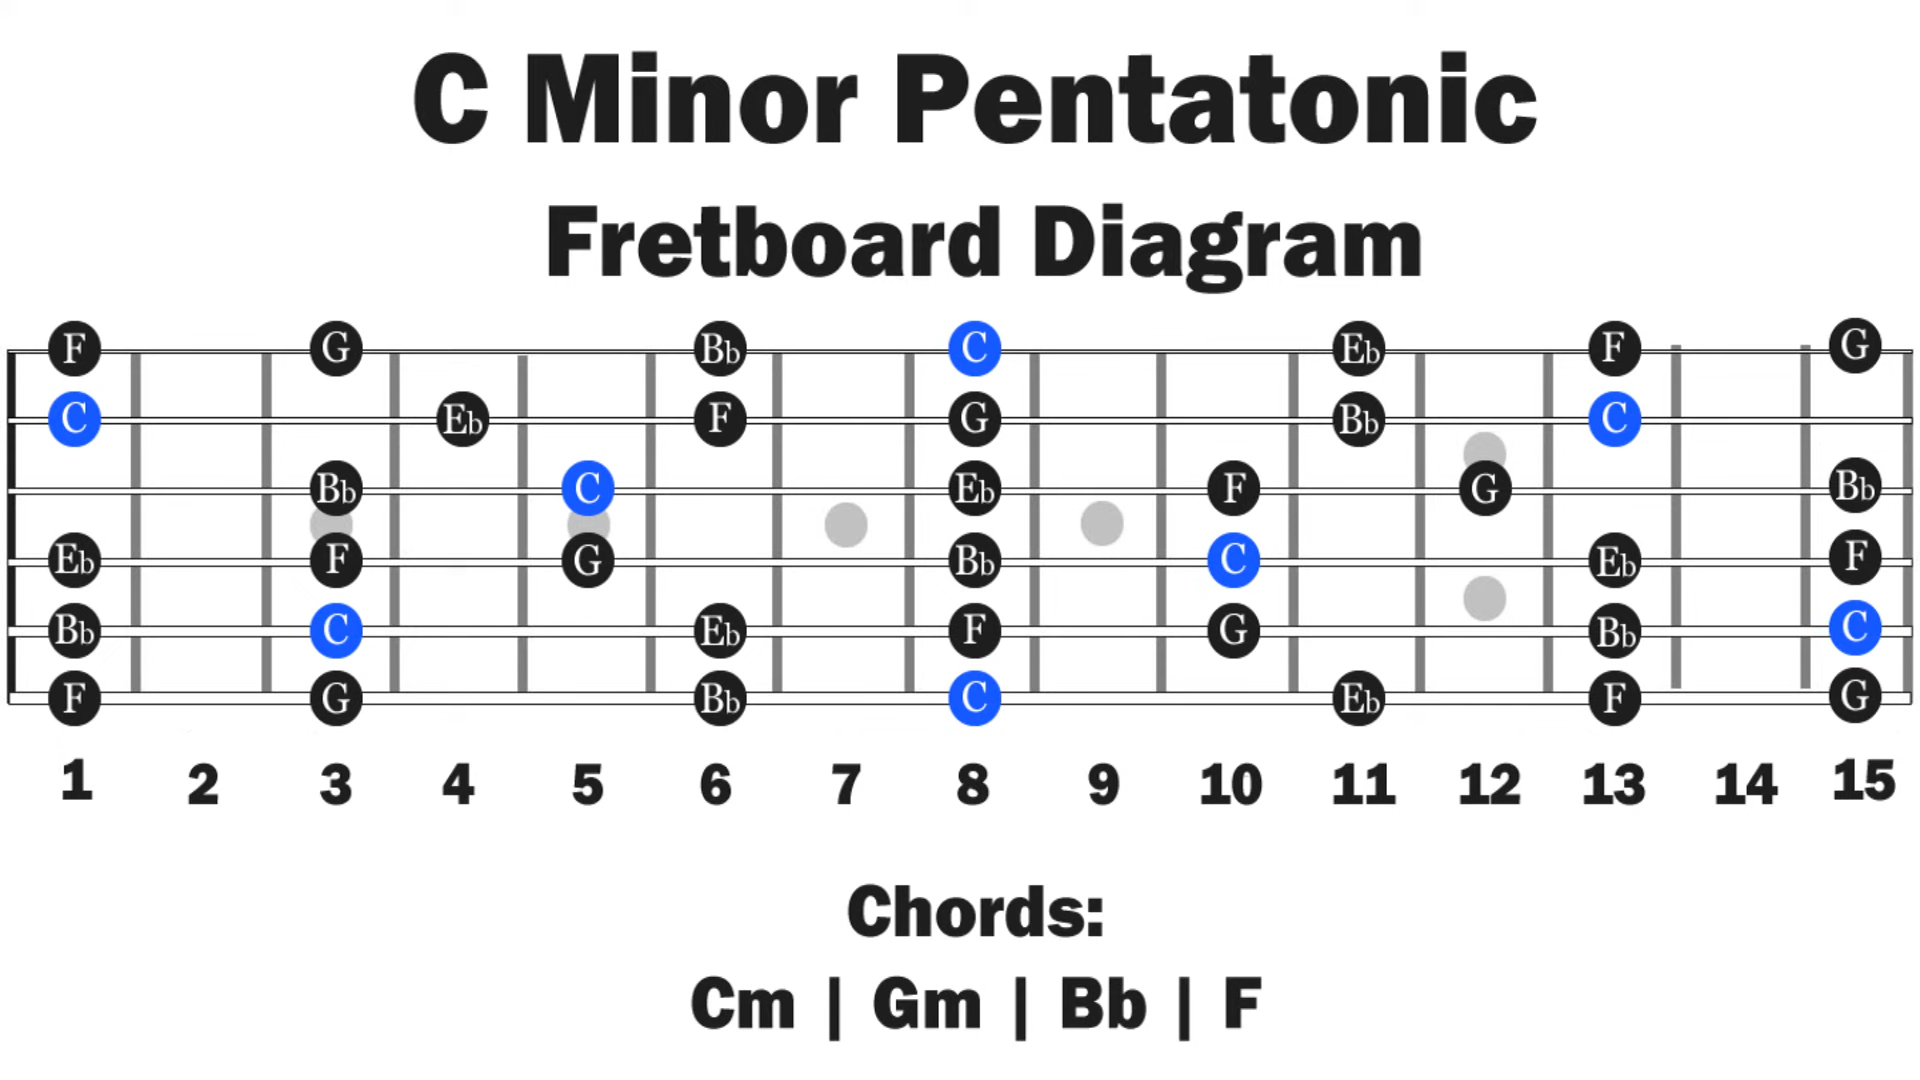 C Minor Pentatonic
Fretboard Diagram
F G Bb C Eb F G
C Eb F G Bb C
Bb C Eb F G Bb
Eb F G Bb C Eb F
Bb C Eb F G Bb C
F G Bb C Eb F G
1 2 3 4 5 6 7 8 9 10 11 12 13 14 15
Chords:
Cm | Gm | Bb | F